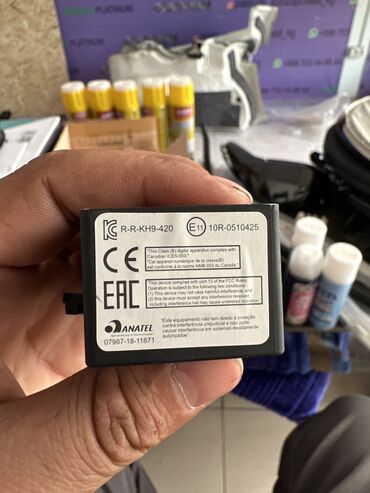 PLATINUM
PLATINUM
R-R-KH9-420
E11 10R-0510425
CE
"This Class (B) digital apparatus complies with
Canadian ICES-003."
"Cet appareil numérique de la classe(B)
est conforme à la norme NMB-003 du Canada."
EAC
This device complies with part 15 of the FCC Rules.
Operation is subject to the following two conditions:
(1) This device may not cause harmful interference, and
(2) this device must accept any interference
received, including interference that may cause
undesired operation.
ANATEL
07987-18-11871
"Este equipamento não tem direito à proteção
contra interferência prejudicial e não pode
causar interferência em sistemas devidamente
autorizados."